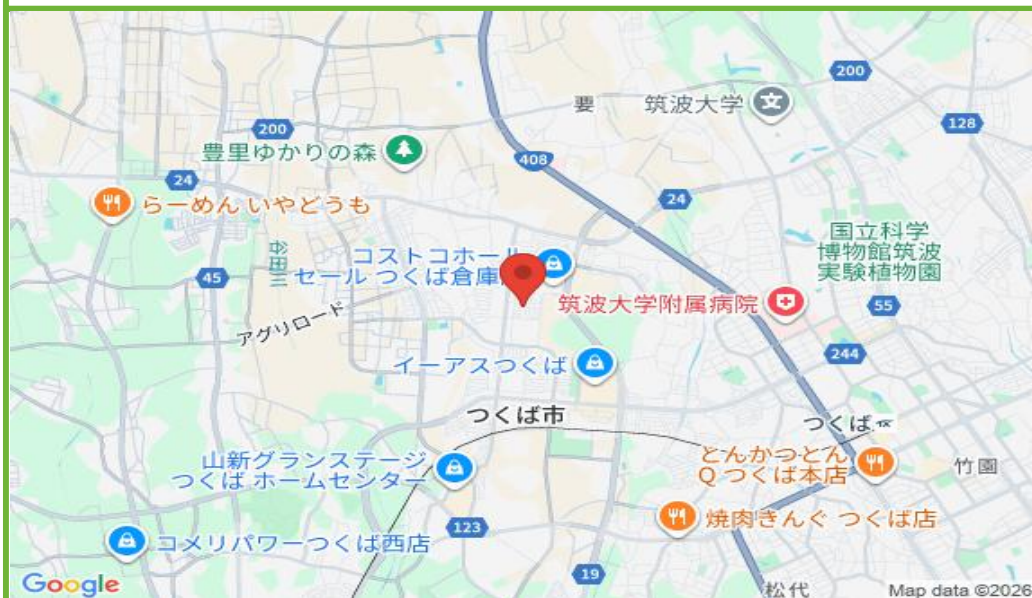 200
要
筑波大学
128
200
豊里ゆかりの森
408
24
24
らーめん いやどうも
国立科学
博物館筑波
実験植物園
谷田川
コストコホール
セール つくば倉庫
45
筑波大学附属病院
55
アグリロード
244
イーアスつくば
つくば市
つくば
山新グランステージ
つくば ホームセンター
とんかつとん
Q つくば本店
竹園
123
焼肉きんぐ つくば店
コメリパワーつくば西店
19
松代
Google
Map data ©2026